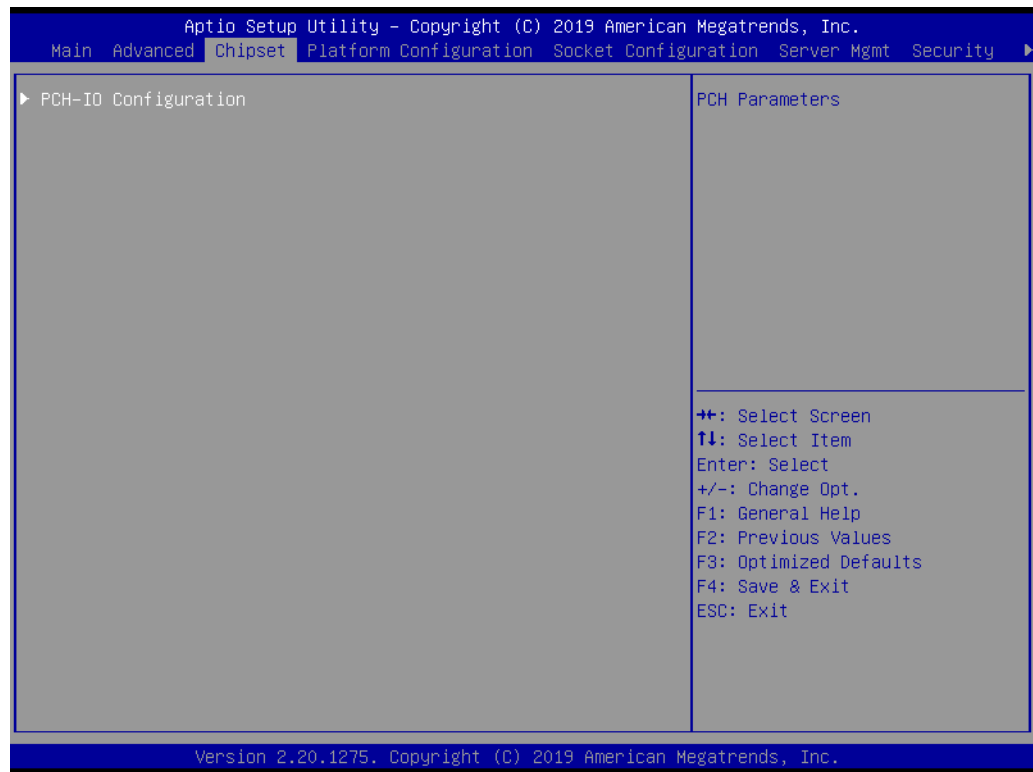 Aptio Setup Utility – Copyright (C) 2019 American Megatrends, Inc.
Main Advanced Chipset Platform Configuration Socket Configuration Server Mgmt Security ▶
▶ PCH-IO Configuration
PCH Parameters
→←: Select Screen
↑↓: Select Item
Enter: Select
+/-: Change Opt.
F1: General Help
F2: Previous Values
F3: Optimized Defaults
F4: Save & Exit
ESC: Exit
Version 2.20.1275. Copyright (C) 2019 American Megatrends, Inc.